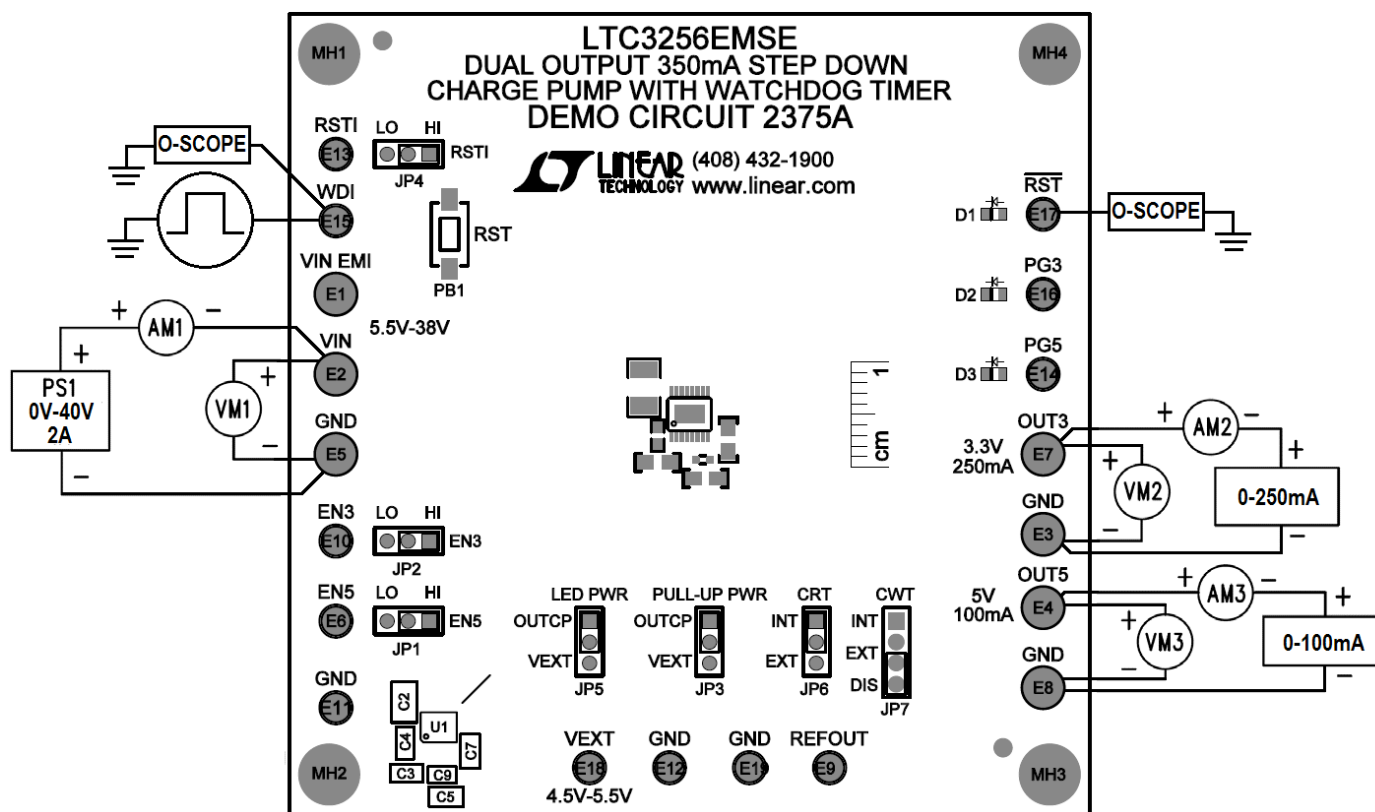 MH1
LTC3256EMSE
MH4
DUAL OUTPUT 350mA STEP DOWN
CHARGE PUMP WITH WATCHDOG TIMER
DEMO CIRCUIT 2375A
LINEAR TECHNOLOGY
(408) 432-1900
www.linear.com
O-SCOPE
RSTI
E13
LO HI
RSTI
JP4
WDI
E15
RST
PB1
VIN EMI
E1
5.5V-38V
+ AM1 -
VIN
E2
+
PS1
0V-40V
2A
-
+
VM1
-
GND
E5
EN3
E10
LO HI
EN3
JP2
EN5
E6
LO HI
EN5
JP1
GND
E11
C2
C4
U1
C7
C3
C9
C5
MH2
1
cm
RST
D1
E17
O-SCOPE
PG3
D2
E16
PG5
D3
E14
OUT3
3.3V
250mA
E7
+ AM2 -
+
VM2
-
+
0-250mA
-
GND
E3
OUT5
5V
100mA
E4
+ AM3 -
+
VM3
-
+
0-100mA
-
GND
E8
LED PWR
OUTCP
VEXT
JP5
PULL-UP PWR
OUTCP
VEXT
JP3
CRT
INT
EXT
JP6
CWT
INT
EXT
DIS
JP7
VEXT
E18
4.5V-5.5V
GND
E12
GND
E19
REFOUT
E9
MH3